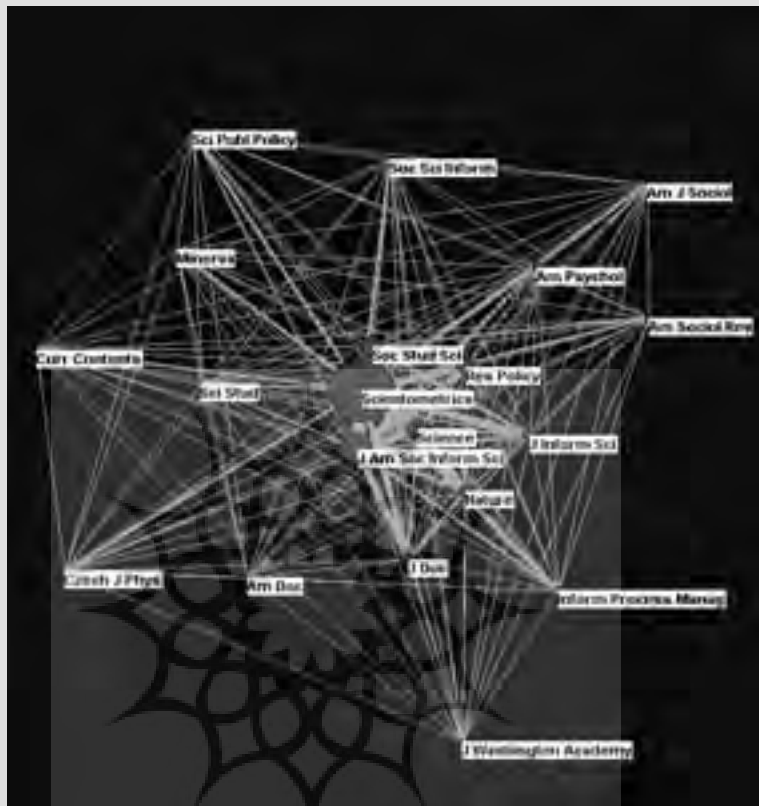 Sci Publ Policy
Soc Sci Inform
Am J Sociol
Minerva
Am Psychol
Am Sociol Rev
Curr Contents
Soc Stud Sci
Res Policy
Sci Stud
Scientometrics
Science
J Inform Sci
J Am Soc Inform Sci
Nature
J Doc
Czech J Phys
Am Doc
Inform Process Manag
J Washington Academy